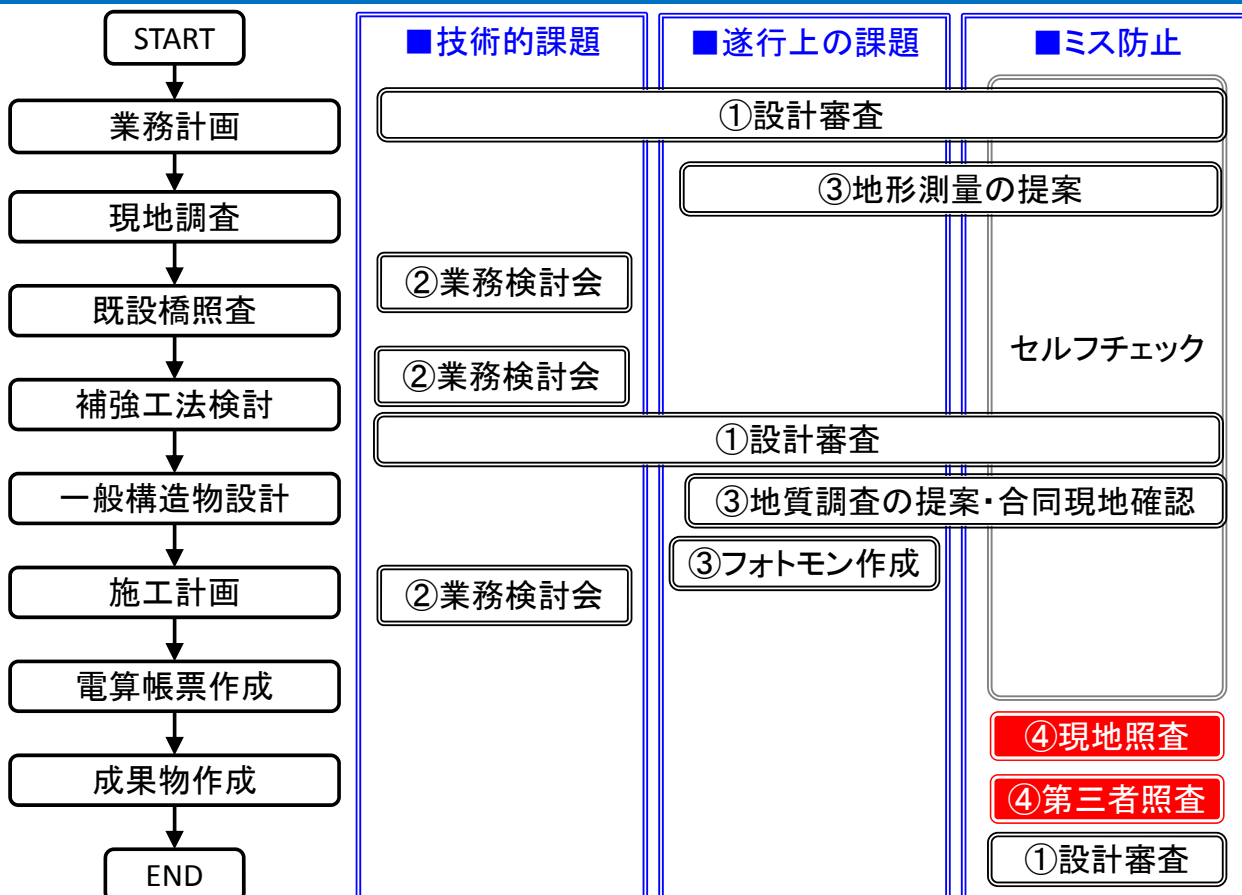 START
■技術的課題
■遂行上の課題
■ミス防止
業務計画
①設計審査
現地調査
③地形測量の提案
既設橋照査
②業務検討会
セルフチェック
補強工法検討
②業務検討会
①設計審査
一般構造物設計
③地質調査の提案・合同現地確認
③フォトモン作成
施工計画
②業務検討会
電算帳票作成
④現地照査
成果物作成
④第三者照査
①設計審査
END